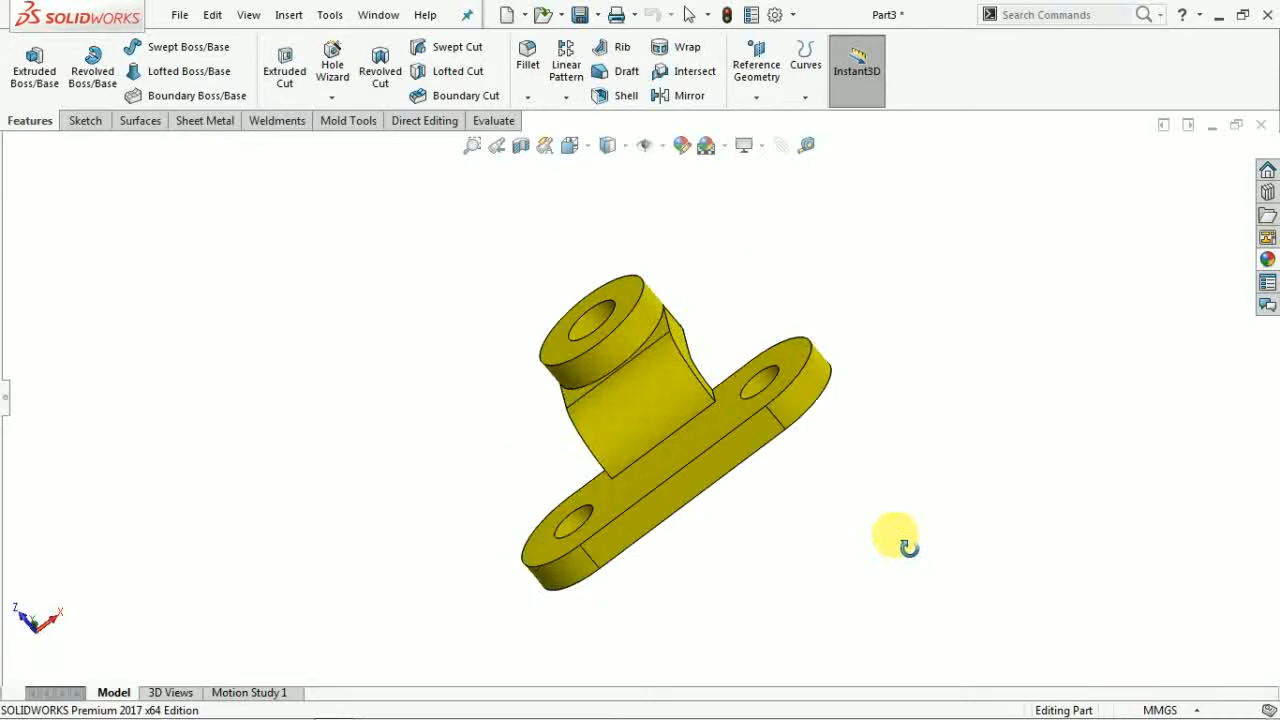 SOLIDWORKS File Edit View Insert Tools Window Help Part3 * Search Commands ?
Extruded Boss/Base
Revolved Boss/Base
Swept Boss/Base
Lofted Boss/Base
Boundary Boss/Base
Extruded Cut
Hole Wizard
Revolved Cut
Swept Cut
Lofted Cut
Boundary Cut
Fillet
Linear Pattern
Rib
Draft
Shell
Wrap
Intersect
Mirror
Reference Geometry
Curves
Instant3D
Features Sketch Surfaces Sheet Metal Weldments Mold Tools Direct Editing Evaluate
Z Y X
Model 3D Views Motion Study 1
SOLIDWORKS Premium 2017 x64 Edition Editing Part MMGS